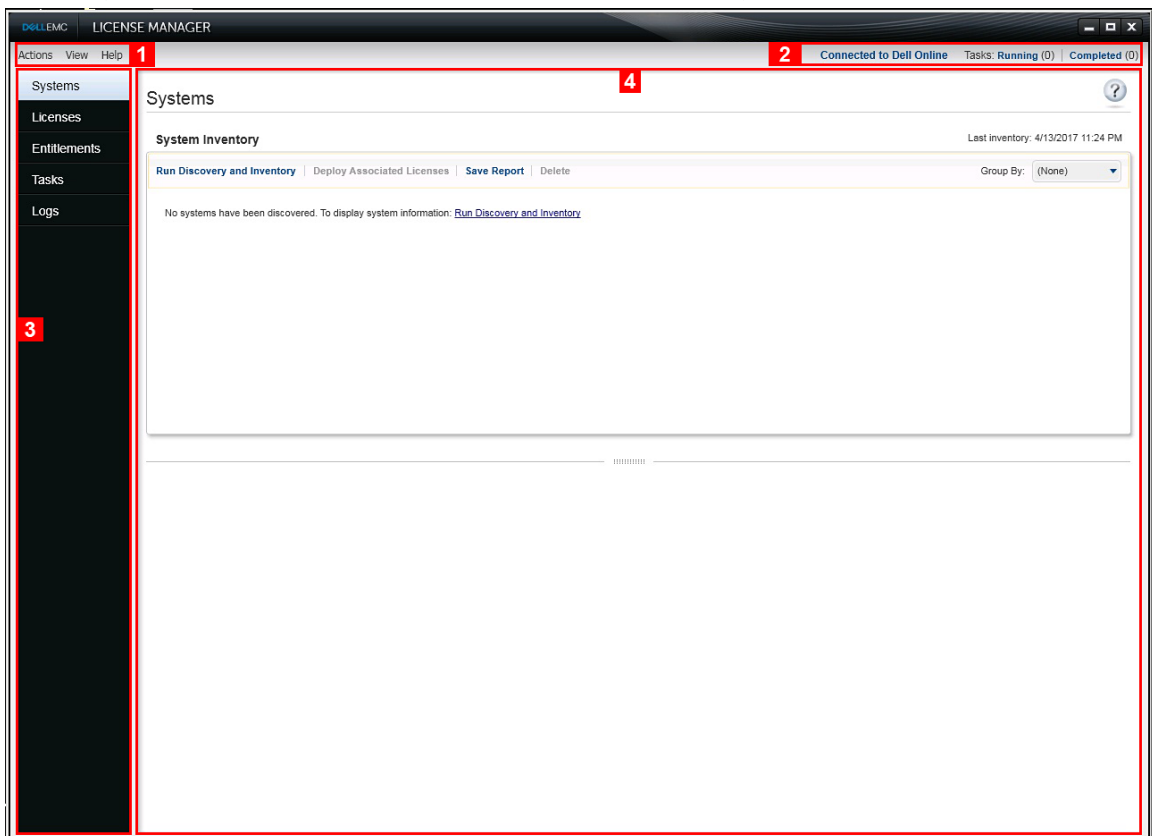 DELLEMC LICENSE MANAGER
Actions View Help 1 2 Connected to Dell Online Tasks: Running (0) Completed (0)
Systems
Licenses
Entitlements
Tasks
Logs
3
4
Systems ?
System Inventory Last inventory: 4/13/2017 11:24 PM
Run Discovery and Inventory Deploy Associated Licenses Save Report Delete Group By: (None)
No systems have been discovered. To display system information: Run Discovery and Inventory